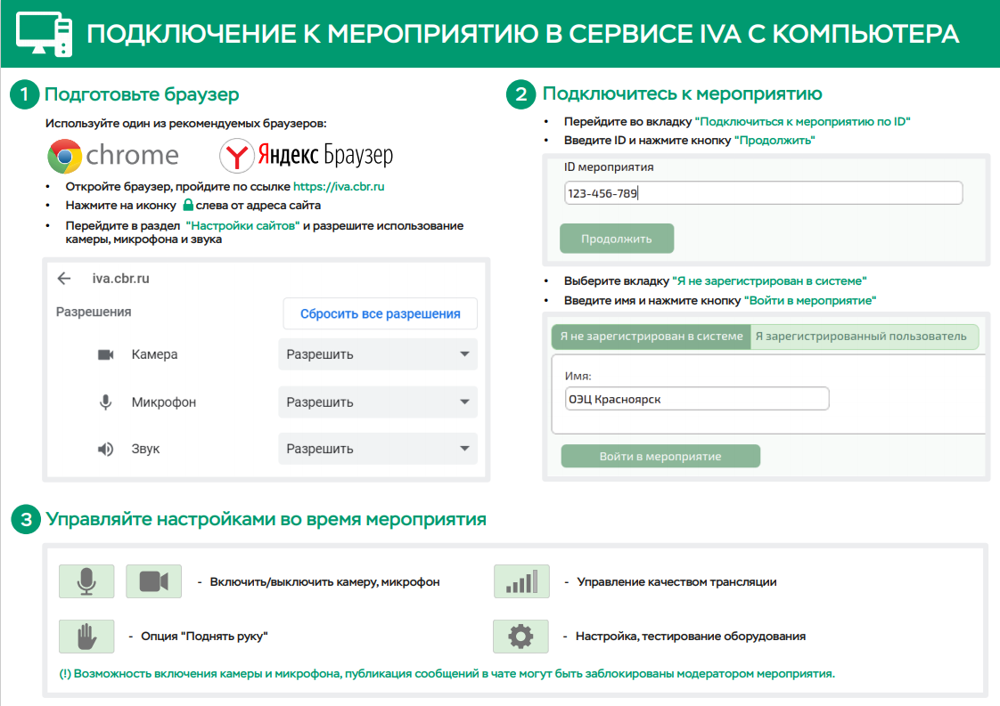 ПОДКЛЮЧЕНИЕ К МЕРОПРИЯТИЮ В СЕРВИСЕ IVA С КОМПЬЮТЕРА
1 Подготовьте браузер
Используйте один из рекомендуемых браузеров:
chrome
Яндекс Браузер
• Откройте браузер, пройдите по ссылке https://iva.cbr.ru
• Нажмите на иконку слева от адреса сайта
• Перейдите в раздел "Настройки сайтов" и разрешите использование
камеры, микрофона и звука
iva.cbr.ru
Разрешения
Сбросить все разрешения
Камера Разрешить
Микрофон Разрешить
Звук Разрешить
2 Подключитесь к мероприятию
• Перейдите во вкладку "Подключиться к мероприятию по ID"
• Введите ID и нажмите кнопку "Продолжить"
ID мероприятия
123-456-789
Продолжить
• Выберите вкладку "Я не зарегистрирован в системе"
• Введите имя и нажмите кнопку "Войти в мероприятие"
Я не зарегистрирован в системе Я зарегистрированный пользователь
Имя:
ОЭЦ Красноярск
Войти в мероприятие
3 Управляйте настройками во время мероприятия
- Включить/выключить камеру, микрофон
- Управление качеством трансляции
- Опция "Поднять руку"
- Настройка, тестирование оборудования
(!) Возможность включения камеры и микрофона, публикация сообщений в чате могут быть заблокированы модератором мероприятия.